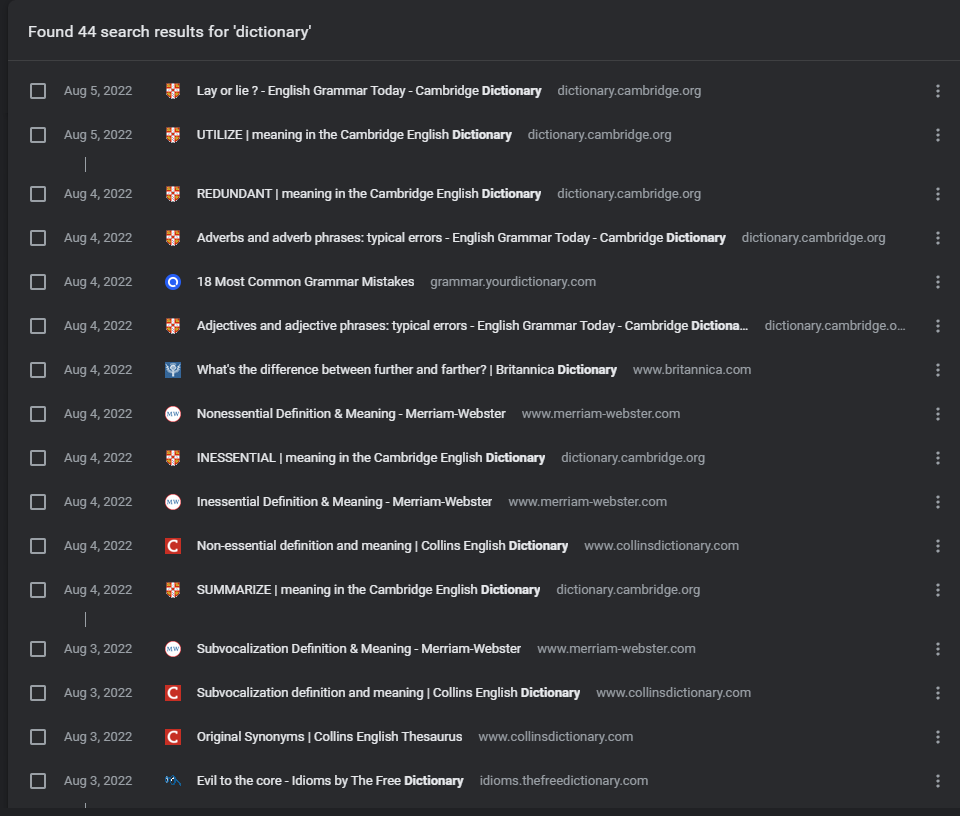 Found 44 search results for 'dictionary'
Aug 5, 2022 Lay or lie ? - English Grammar Today - Cambridge Dictionary dictionary.cambridge.org
Aug 5, 2022 UTILIZE | meaning in the Cambridge English Dictionary dictionary.cambridge.org
Aug 4, 2022 REDUNDANT | meaning in the Cambridge English Dictionary dictionary.cambridge.org
Aug 4, 2022 Adverbs and adverb phrases: typical errors - English Grammar Today - Cambridge Dictionary dictionary.cambridge.org
Aug 4, 2022 18 Most Common Grammar Mistakes grammar.yourdictionary.com
Aug 4, 2022 Adjectives and adjective phrases: typical errors - English Grammar Today - Cambridge Dictiona... dictionary.cambridge.o...
Aug 4, 2022 What's the difference between further and farther? | Britannica Dictionary www.britannica.com
Aug 4, 2022 MW Nonessential Definition & Meaning - Merriam-Webster www.merriam-webster.com
Aug 4, 2022 INESSENTIAL | meaning in the Cambridge English Dictionary dictionary.cambridge.org
Aug 4, 2022 MW Inessential Definition & Meaning - Merriam-Webster www.merriam-webster.com
Aug 4, 2022 C Non-essential definition and meaning | Collins English Dictionary www.collinsdictionary.com
Aug 4, 2022 SUMMARIZE | meaning in the Cambridge English Dictionary dictionary.cambridge.org
Aug 3, 2022 MW Subvocalization Definition & Meaning - Merriam-Webster www.merriam-webster.com
Aug 3, 2022 C Subvocalization definition and meaning | Collins English Dictionary www.collinsdictionary.com
Aug 3, 2022 C Original Synonyms | Collins English Thesaurus www.collinsdictionary.com
Aug 3, 2022 Evil to the core - Idioms by The Free Dictionary idioms.thefreedictionary.com